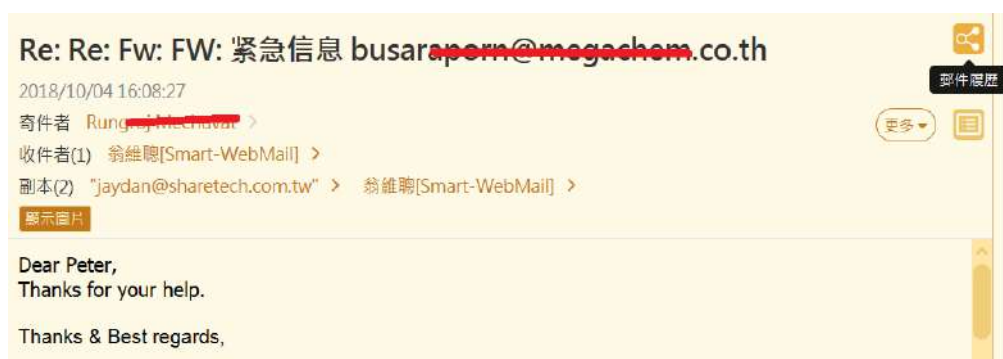 Re: Re: Fw: FW: 紧急信息 busaraporn@megachem.co.th
郵件履歷
2018/10/04 16:08:27
寄件者 Rungroj
更多
收件者(1) 翁維聰[Smart-WebMail] >
副本(2) "jaydan@sharetech.com.tw" > 翁維聰[Smart-WebMail] >
顯示圖片
Dear Peter,
Thanks for your help.
Thanks & Best regards,